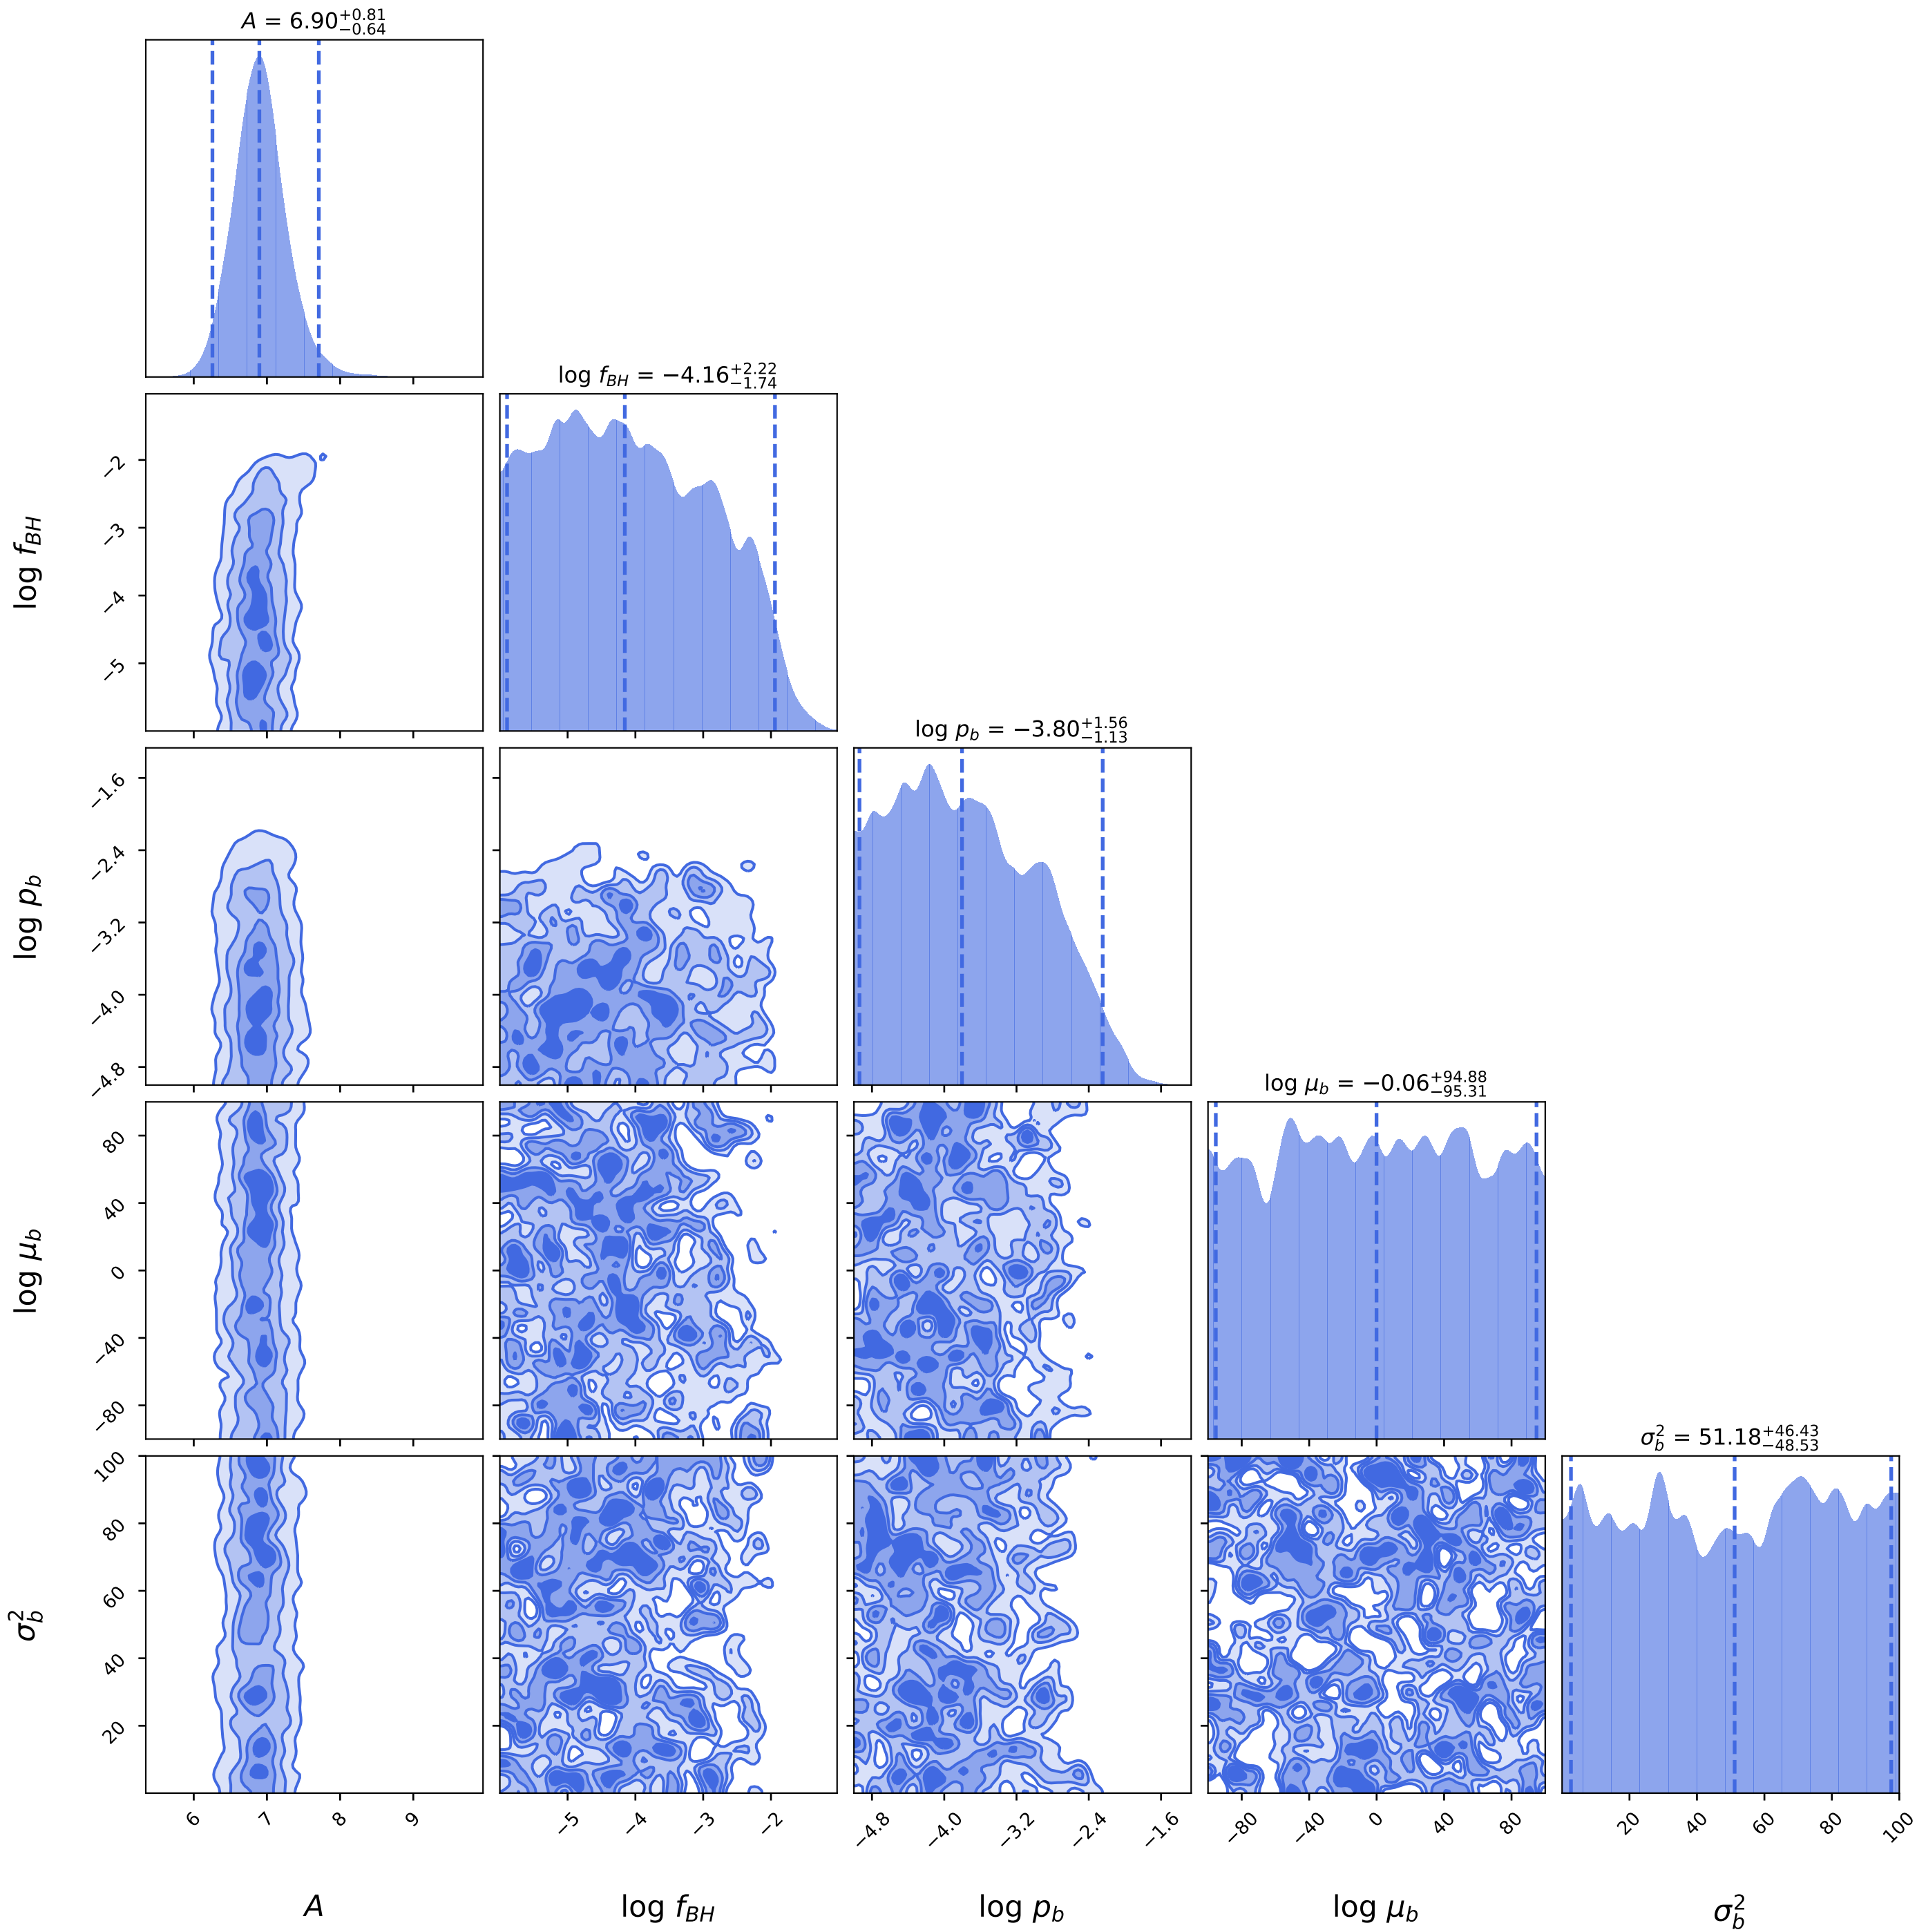 A = 6.90^{+0.81}_{−0.64}
log f_{BH} = −4.16^{+2.22}_{−1.74}
log f_{BH}
−2
−3
−4
−5
log p_b = −3.80^{+1.56}_{−1.13}
log p_b
−1.6
−2.4
−3.2
−4.0
−4.8
log μ_b = −0.06^{+94.88}_{−95.31}
log μ_b
80
40
0
−40
−80
σ_b^2 = 51.18^{+46.43}_{−48.53}
σ_b^2
100
80
60
40
20
6 7 8 9
−5 −4 −3 −2
−4.8 −4.0 −3.2 −2.4 −1.6
−80 −40 0 40 80
20 40 60 80 100
A
log f_{BH}
log p_b
log μ_b
σ_b^2